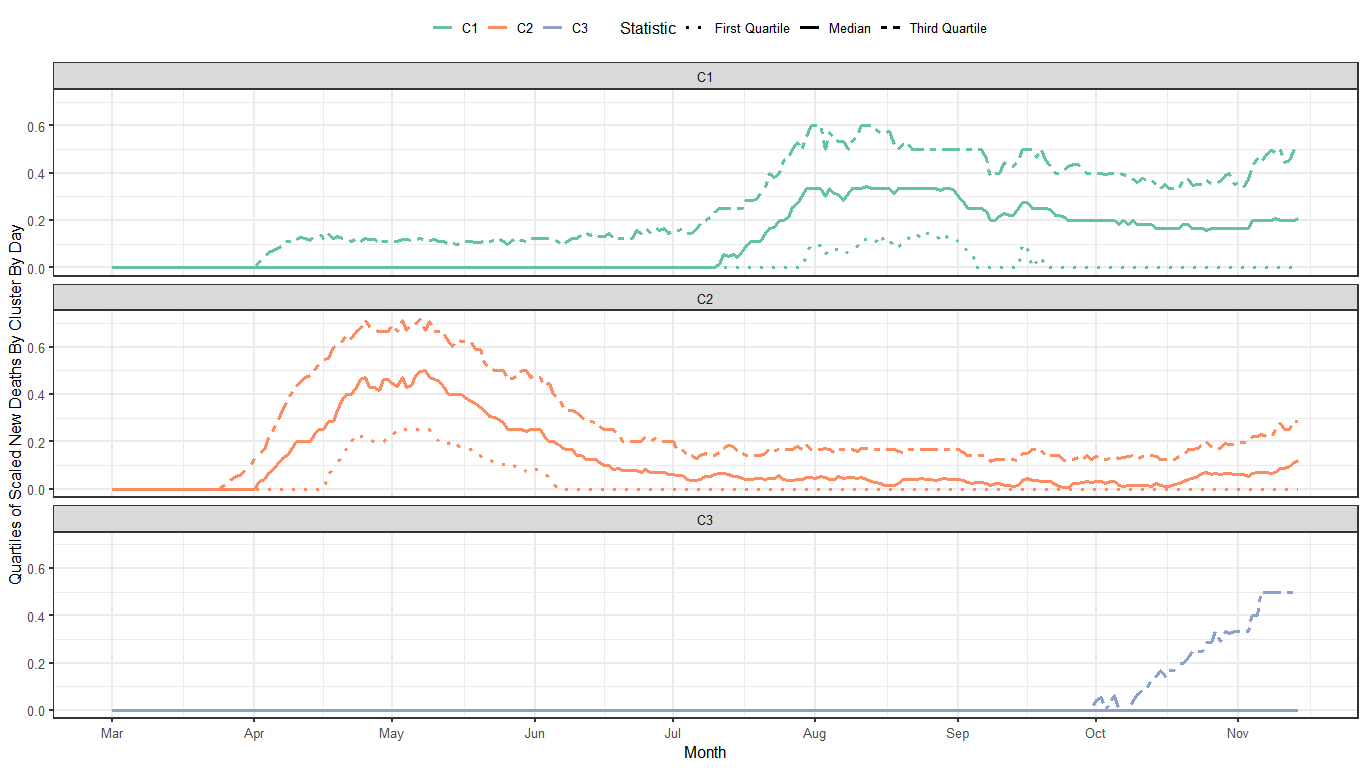 C1 C2 C3 Statistic First Quartile Median Third Quartile
Quartiles of Scaled New Deaths By Cluster By Day
C1
0.6
0.4
0.2
0.0
C2
0.6
0.4
0.2
0.0
C3
0.6
0.4
0.2
0.0
Mar Apr May Jun Jul Aug Sep Oct Nov
Month